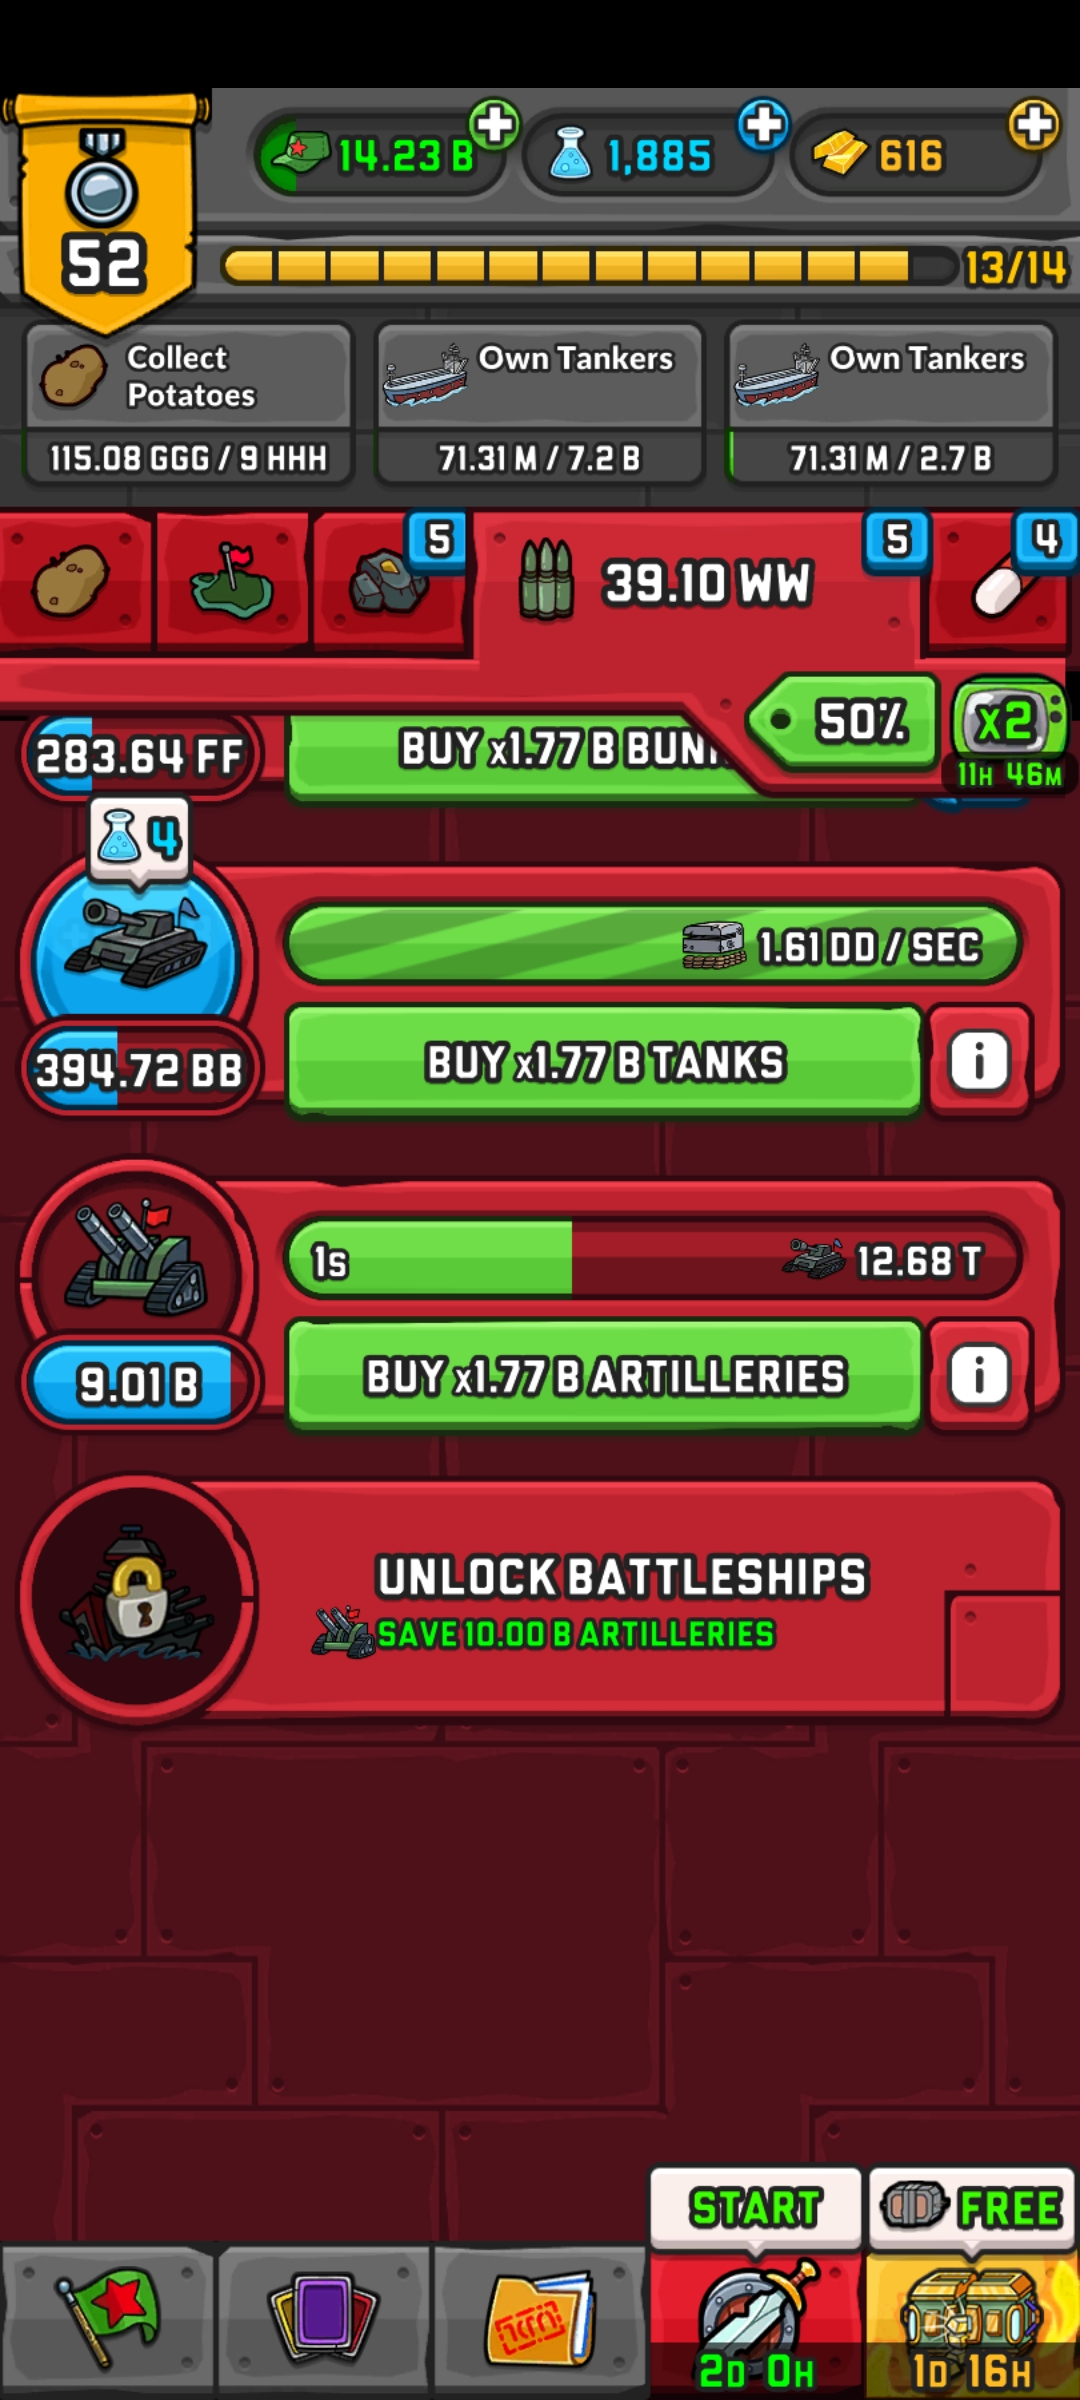 14.23 B
1,885
616
52
13/14
Collect
Potatoes
115.08 GGG / 9 HHH
Own Tankers
71.31 M / 7.2 B
Own Tankers
71.31 M / 2.7 B
5
39.10 WW
5
4
50%
x2
11H 46M
283.64 FF
BUY x1.77 B
4
1.61 DD / SEC
394.72 BB
BUY x1.77 B TANKS
i
1s
12.68 T
9.01 B
BUY x1.77 B ARTILLERIES
i
UNLOCK BATTLESHIPS
SAVE 10.00 B ARTILLERIES
START
FREE
2D 0H
1D 16H